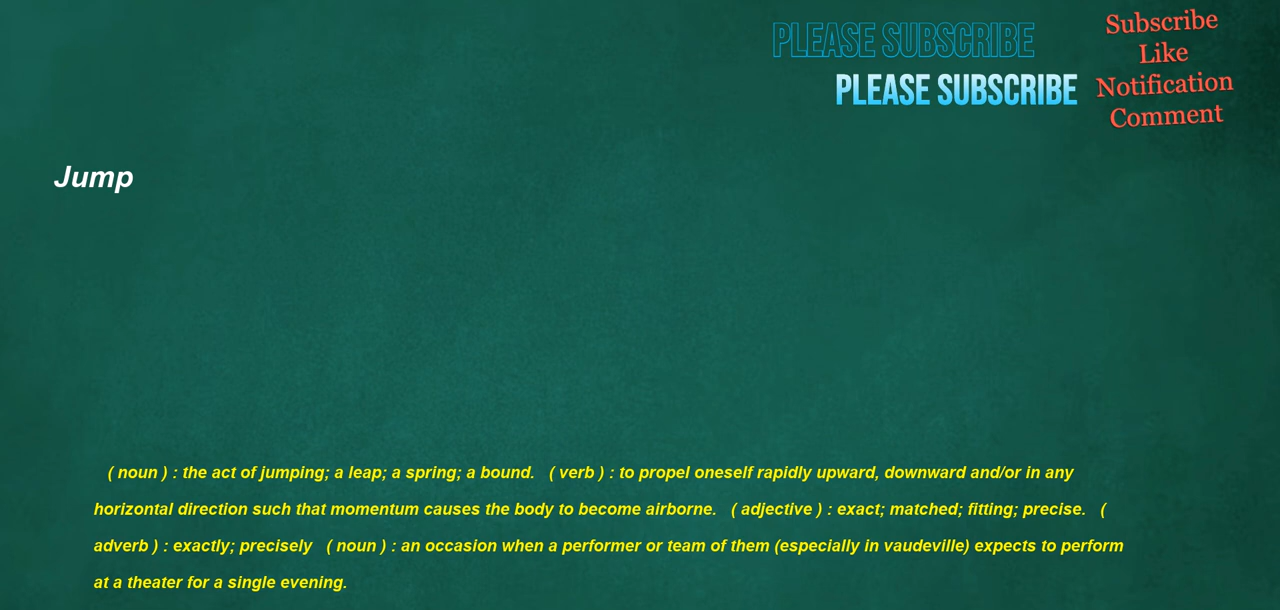 PLEASE SUBSCRIBE
PLEASE SUBSCRIBE
Subscribe
Like
Notification
Comment
Jump
( noun ) : the act of jumping; a leap; a spring; a bound. ( verb ) : to propel oneself rapidly upward, downward and/or in any
horizontal direction such that momentum causes the body to become airborne. ( adjective ) : exact; matched; fitting; precise. (
adverb ) : exactly; precisely ( noun ) : an occasion when a performer or team of them (especially in vaudeville) expects to perform
at a theater for a single evening.